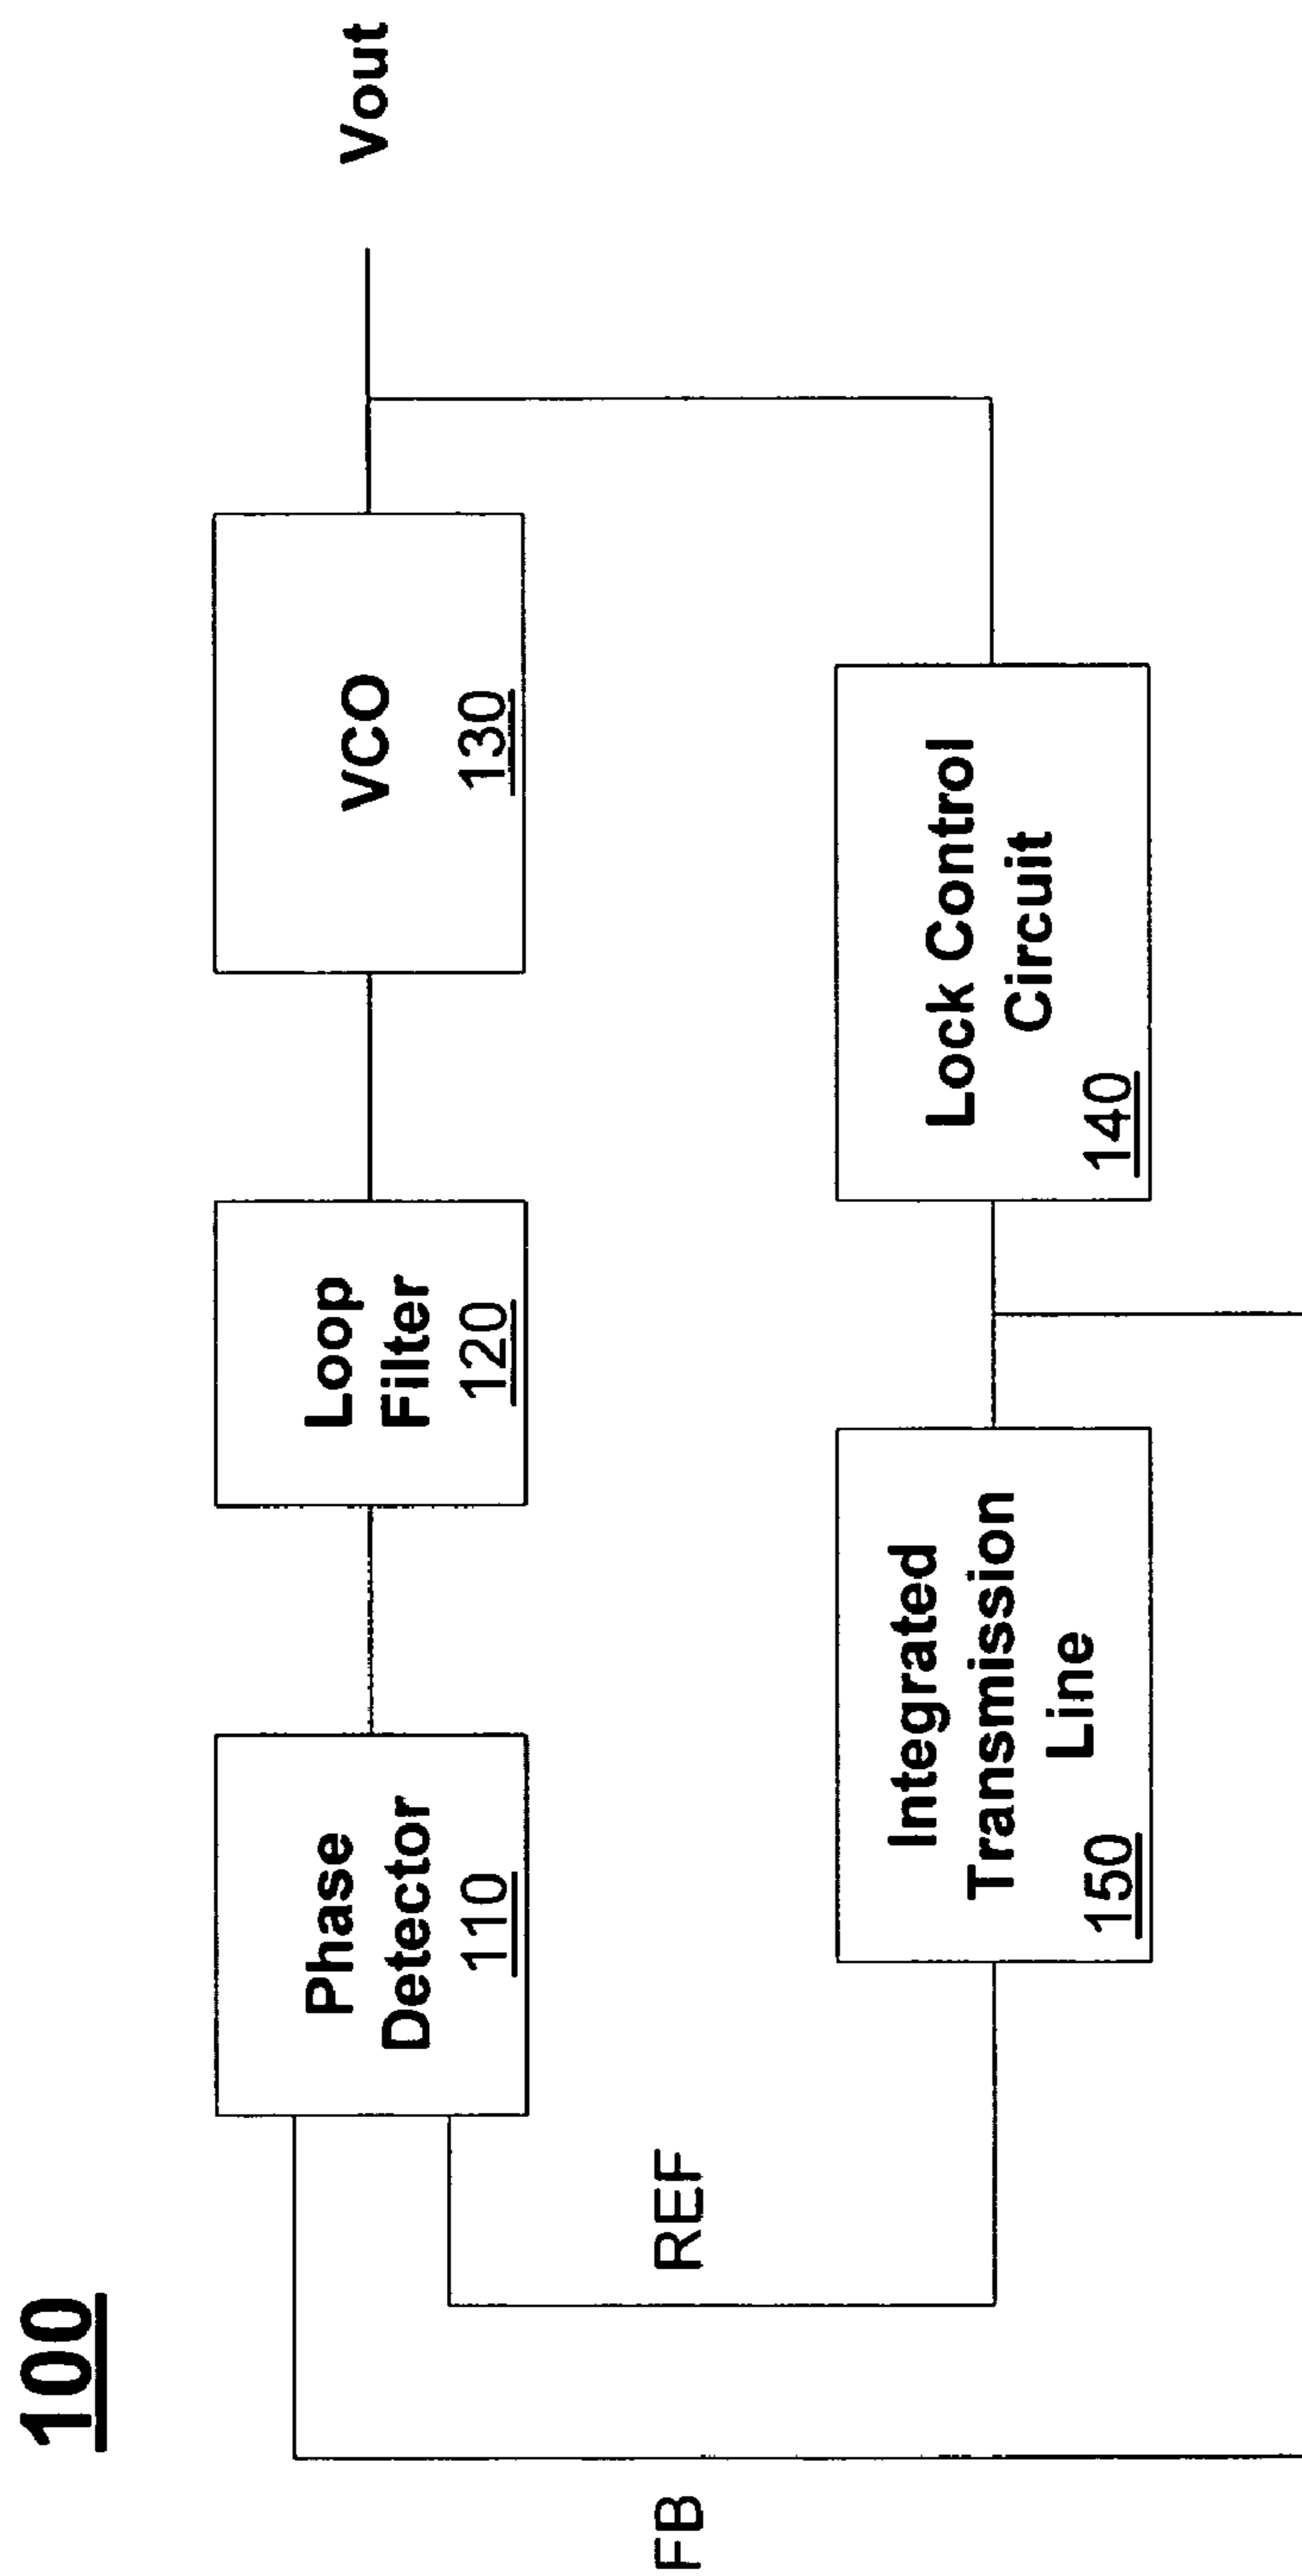 100
Phase
Detector
110
Loop
Filter
120
VCO
130
Vout
FB
REF
Integrated
Transmission
Line
150
Lock Control
Circuit
140